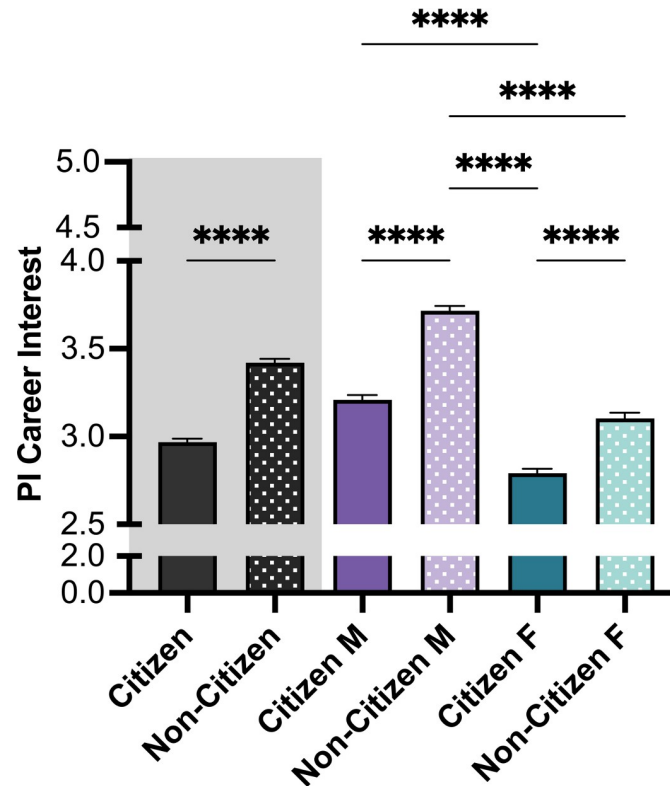 ****
****
****
**** **** ****
PI Career Interest
5.0
4.5
4.0
3.5
3.0
2.5
2.0
0.0
Citizen
Non-Citizen
Citizen M
Non-Citizen M
Citizen F
Non-Citizen F